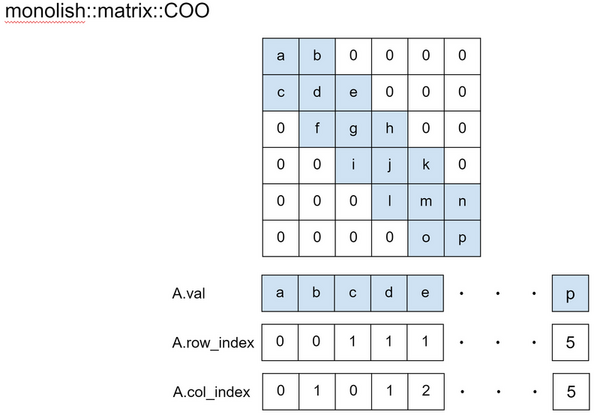 monolish::matrix::COO
a b 0 0 0 0
c d e 0 0 0
0 f g h 0 0
0 0 i j k 0
0 0 0 l m n
0 0 0 0 o p
A.val a b c d e . . . p
A.row_index 0 0 1 1 1 . . . 5
A.col_index 0 1 0 1 2 . . . 5